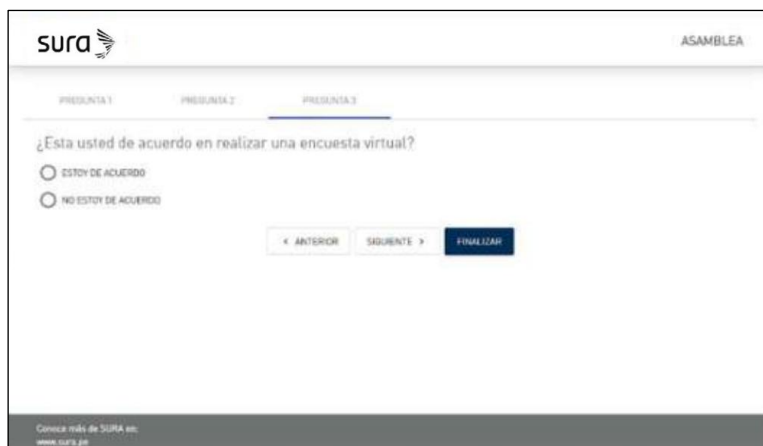 sura
ASAMBLEA
PREGUNTA 1 PREGUNTA 2 PREGUNTA 3
¿Esta usted de acuerdo en realizar una encuesta virtual?
ESTOY DE ACUERDO
NO ESTOY DE ACUERDO
< ANTERIOR SIGUIENTE > FINALIZAR
Conoce más de SURA en:
www.sura.pe